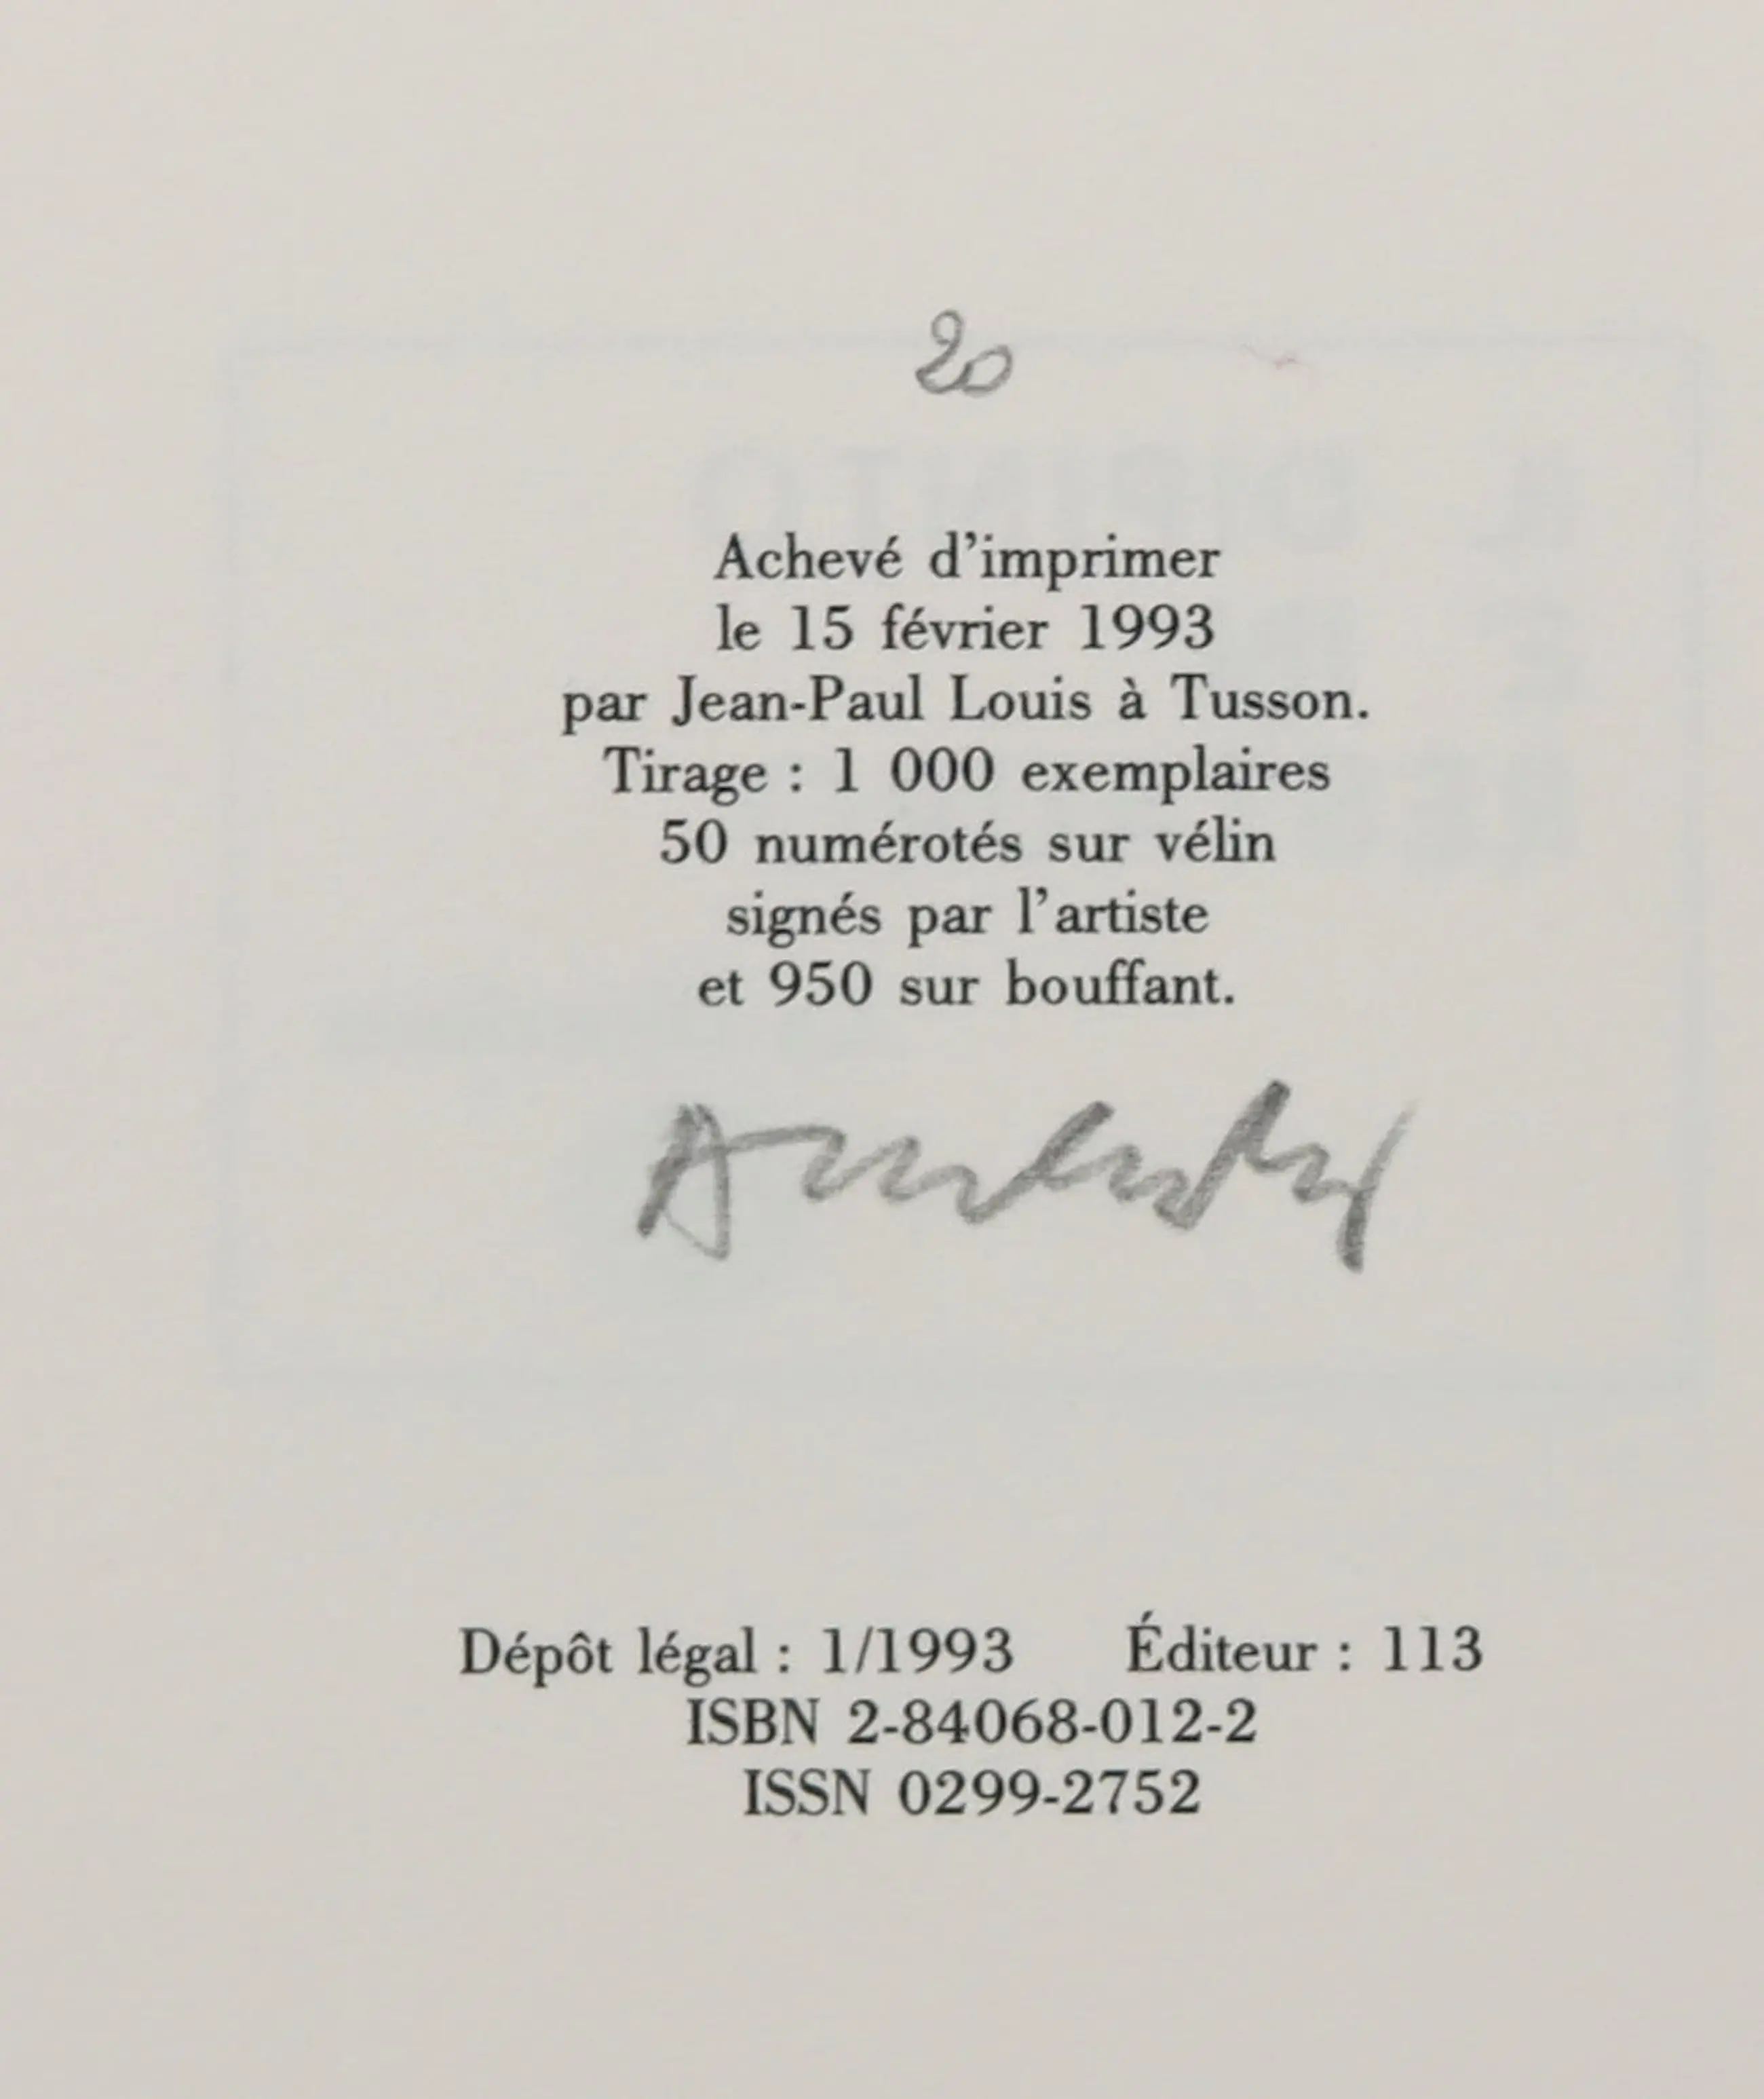 20
Achevé d’imprimer
le 15 février 1993
par Jean-Paul Louis à Tusson.
Tirage : 1 000 exemplaires
50 numérotés sur vélin
signés par l’artiste
et 950 sur bouffant.
Dépôt légal : 1/1993 Éditeur : 113
ISBN 2-84068-012-2
ISSN 0299-2752